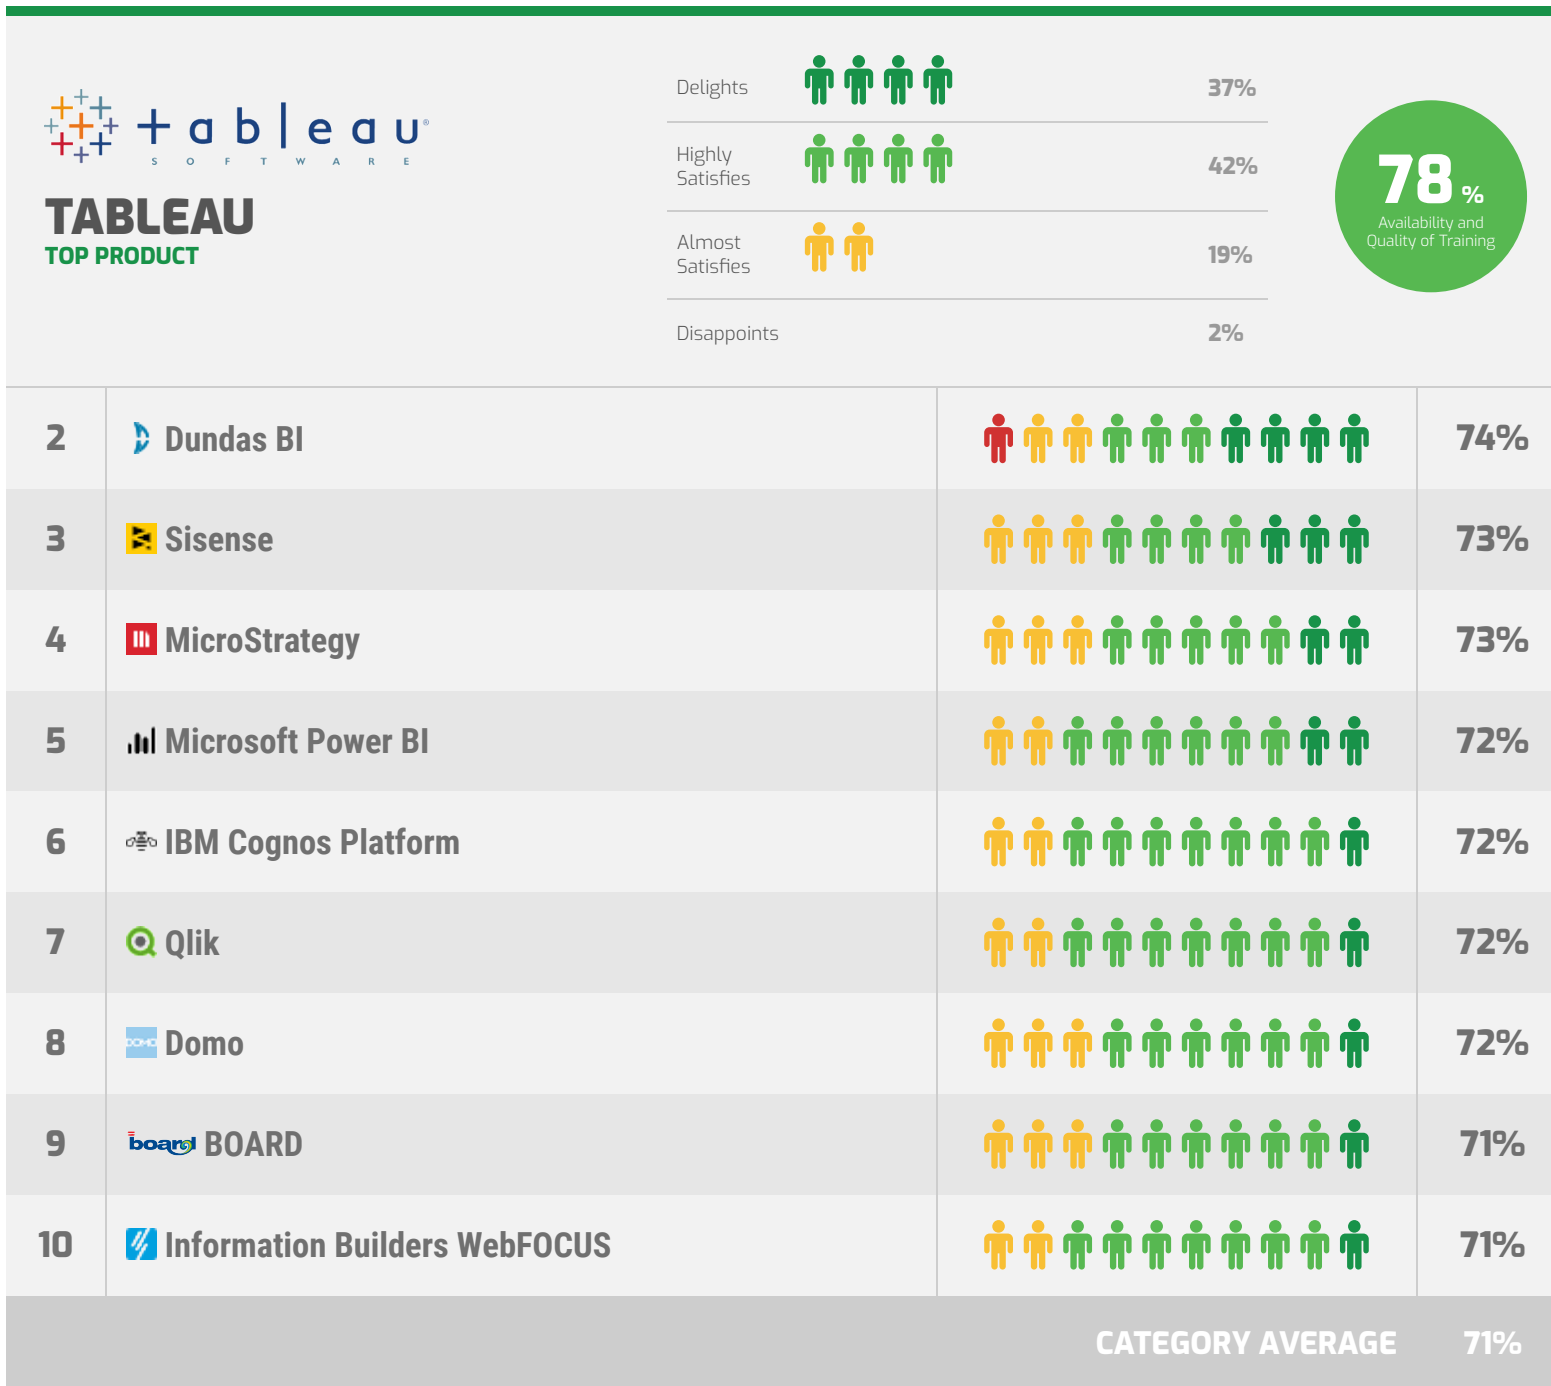 tableau®
SOFTWARE
TABLEAU
TOP PRODUCT
Delights 37%
Highly
Satisfies 42%
Almost
Satisfies 19%
Disappoints 2%
78 %
Availability and
Quality of Training
2 Dundas BI 74%
3 Sisense 73%
4 MicroStrategy 73%
5 Microsoft Power BI 72%
6 IBM Cognos Platform 72%
7 Qlik 72%
8 DOMO Domo 72%
9 board BOARD 71%
10 Information Builders WebFOCUS 71%
CATEGORY AVERAGE 71%